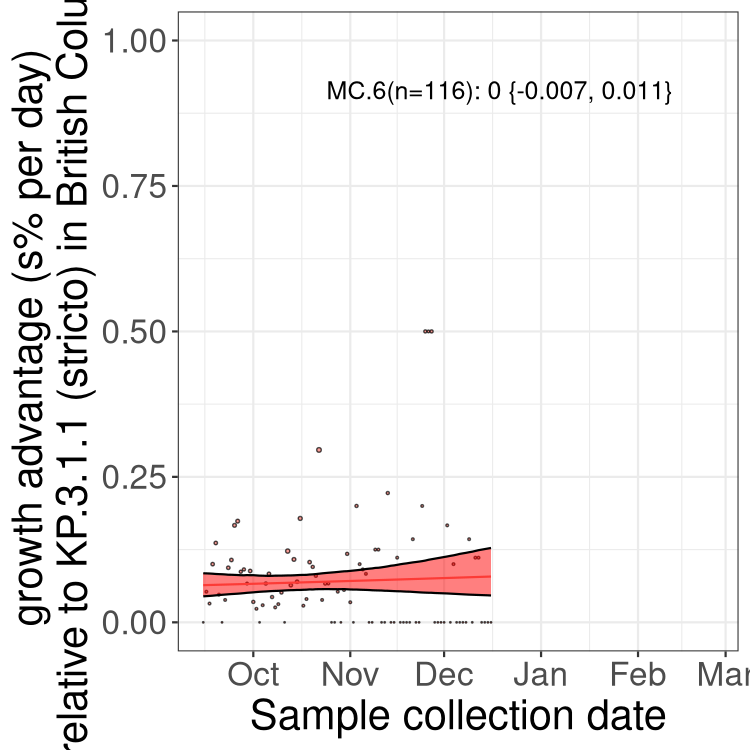 growth advantage (s% per day)
relative to KP.3.1.1 (stricto) in British Colu
1.00
0.75
0.50
0.25
0.00
MC.6(n=116): 0 {-0.007, 0.011}
Oct Nov Dec Jan Feb Mar
Sample collection date